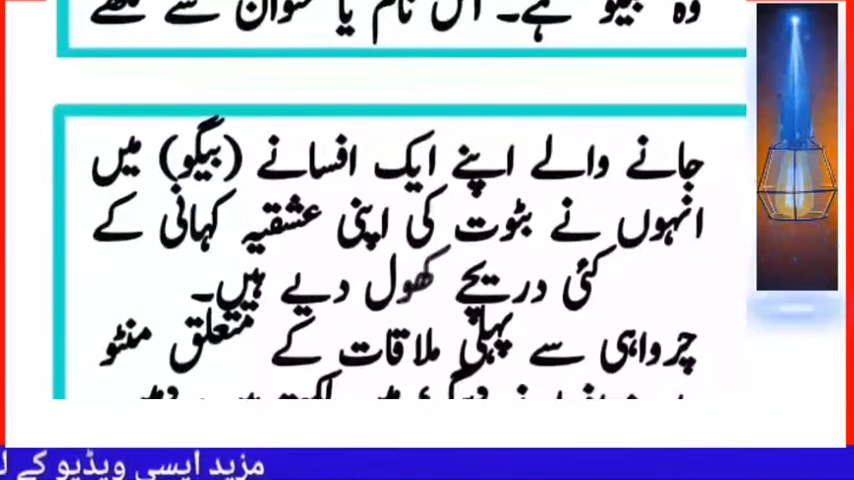 وہ بیگو ہے۔ اس نام یا عنوان سے لکھے
جانے والے اپنے ایک افسانے (بیگو) میں
انہوں نے بٹوت کی اپنی عشقیہ کہانی کے
کئی دریچے کھول دیے ہیں۔
چرواہی سے پہلی ملاقات کے متعلق منٹو
مزید ایسی ویڈیو کے